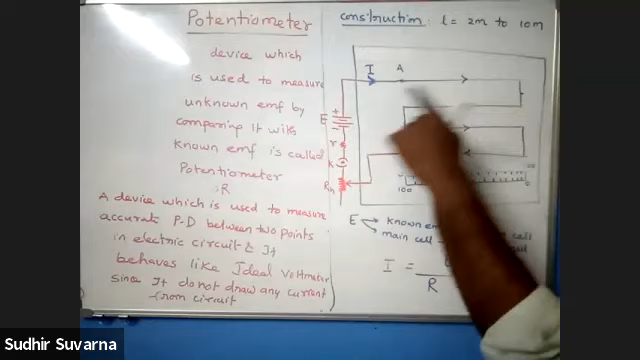 Potentiometer
device which
is used to measure
unknown emf by
comparing it with
known emf is called
Potentiometer
:R
A device which is used to measure
accurate P-D between two points
in electric circuit & It
behaves like Ideal Voltmeter
since It do not draw any current
from circuit
construction : l = 2m to 10m
I
A
+
E
-
r
K
Rh
100
0
E → known em
→ main cell
cell
I =
R
Sudhir Suvarna